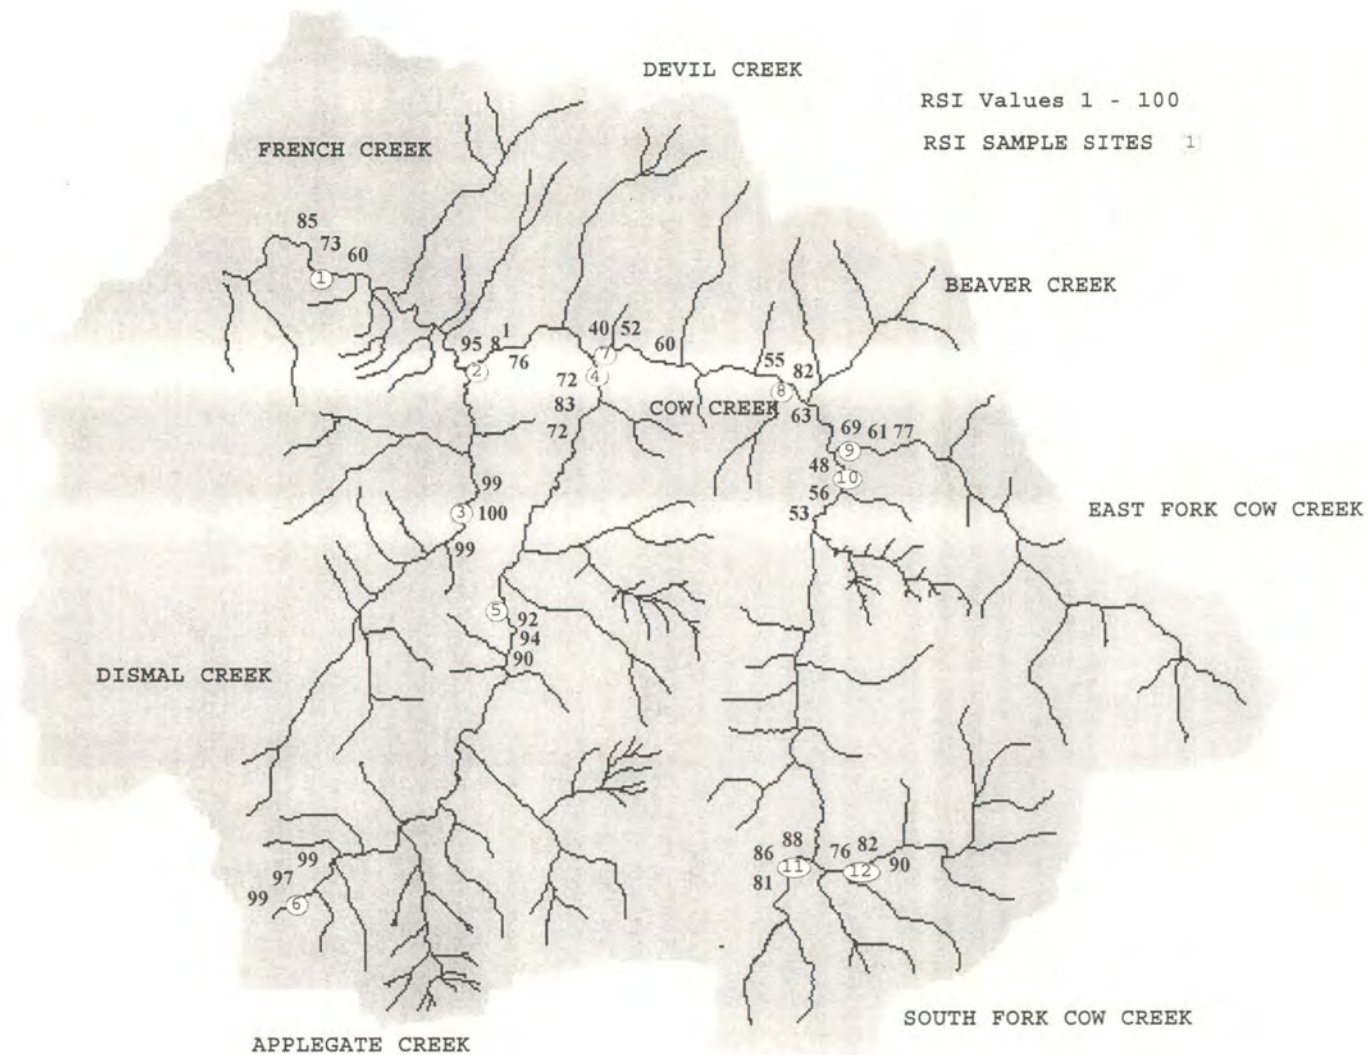 DEVIL CREEK
RSI Values 1 - 100
RSI SAMPLE SITES 1
FRENCH CREEK
85
73
60
1
BEAVER CREEK
95 8 1
76
2
40 52
7
60
72 4
83
72
55 82
8
COW CREEK 63
69 61 77
9
48
10
56
53
99
3 100
99
EAST FORK COW CREEK
5
92
94
90
DISMAL CREEK
99
97
99 6
88
86
11
81
76 82
12 90
SOUTH FORK COW CREEK
APPLEGATE CREEK